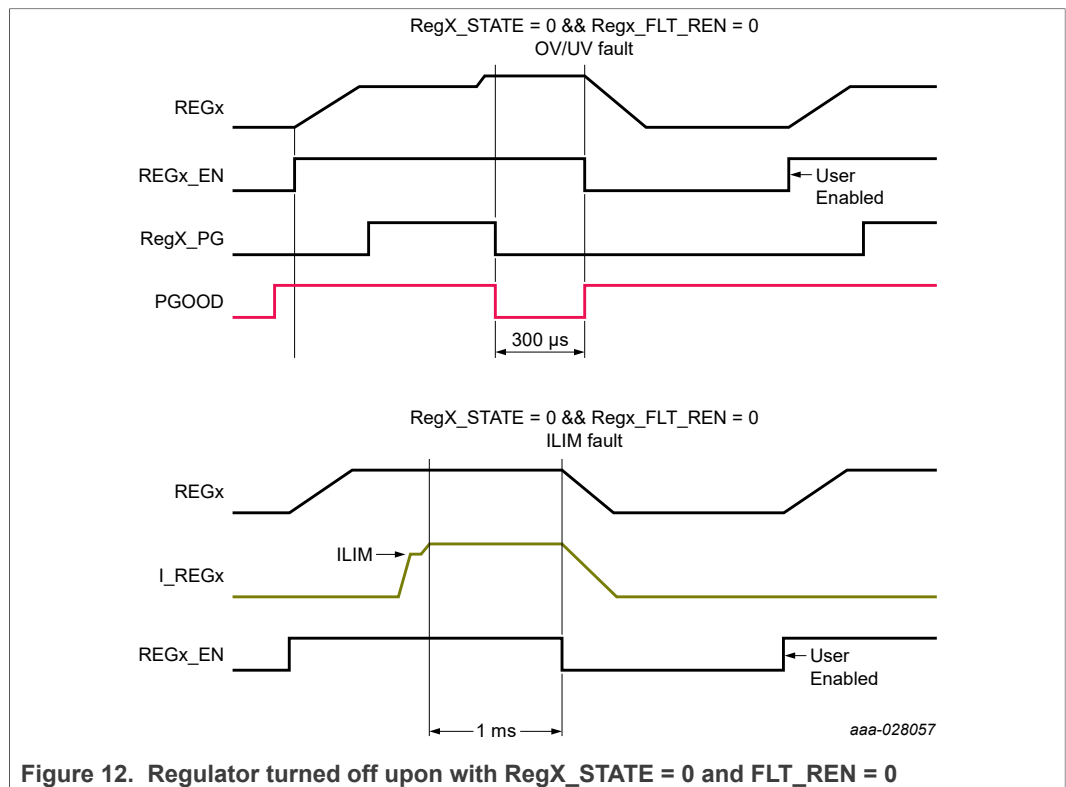 RegX_STATE = 0 && Regx_FLT_REN = 0
OV/UV fault
REGx
REGx_EN
User
Enabled
RegX_PG
PGOOD
300 µs
RegX_STATE = 0 && Regx_FLT_REN = 0
ILIM fault
REGx
ILIM
I_REGx
REGx_EN
User
Enabled
1 ms
aaa-028057
Figure 12. Regulator turned off upon with RegX_STATE = 0 and FLT_REN = 0